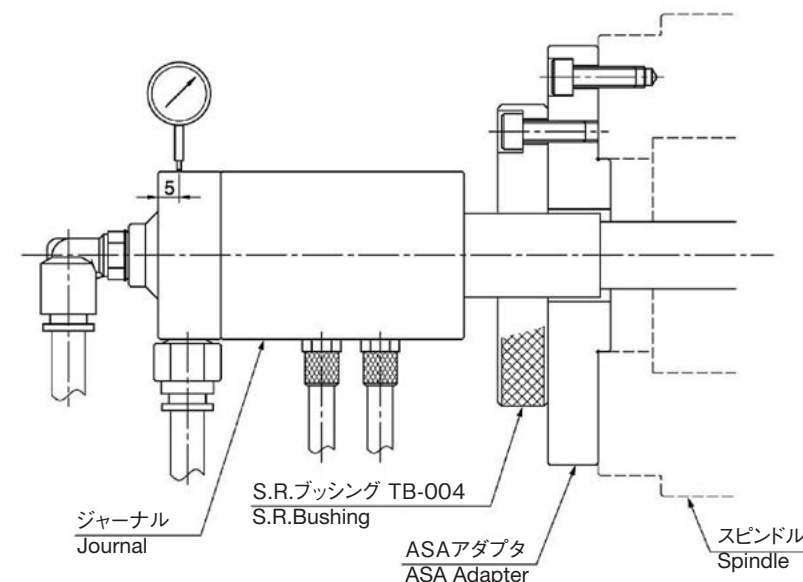 5
S.R.ブッシング TB-004
S.R.Bushing
ジャーナル
Journal
ASAアダプタ
ASA Adapter
スピンドル
Spindle